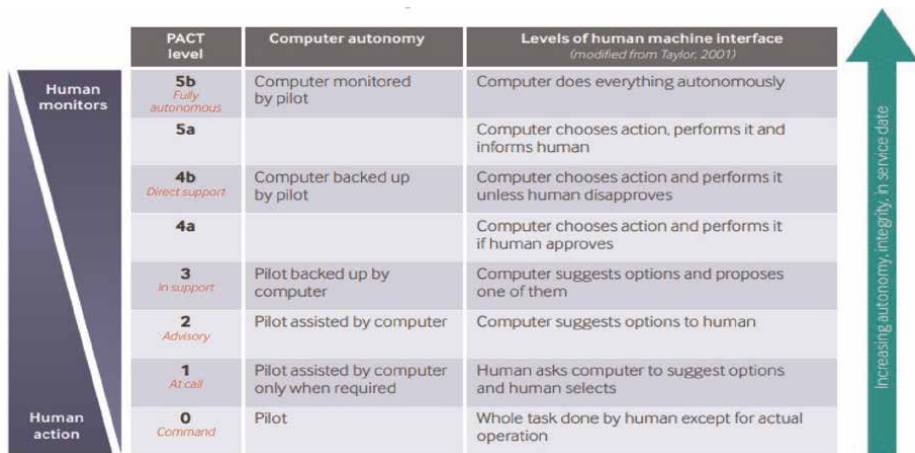 PACT
level
Computer autonomy
Levels of human machine interface
(modified from Taylor, 2001)
Human
monitors
5b
Fully
autonomous
Computer monitored
by pilot
Computer does everything autonomously
5a
Computer chooses action, performs it and
informs human
4b
Direct support
Computer backed up
by pilot
Computer chooses action and performs it
unless human disapproves
4a
Computer chooses action and performs it
if human approves
3
In support
Pilot backed up by
computer
Computer suggests options and proposes
one of them
2
Advisory
Pilot assisted by computer
Computer suggests options to human
1
At call
Pilot assisted by computer
only when required
Human asks computer to suggest options
and human selects
Human
action
0
Command
Pilot
Whole task done by human except for actual
operation
Increasing autonomy, integrity, in service date